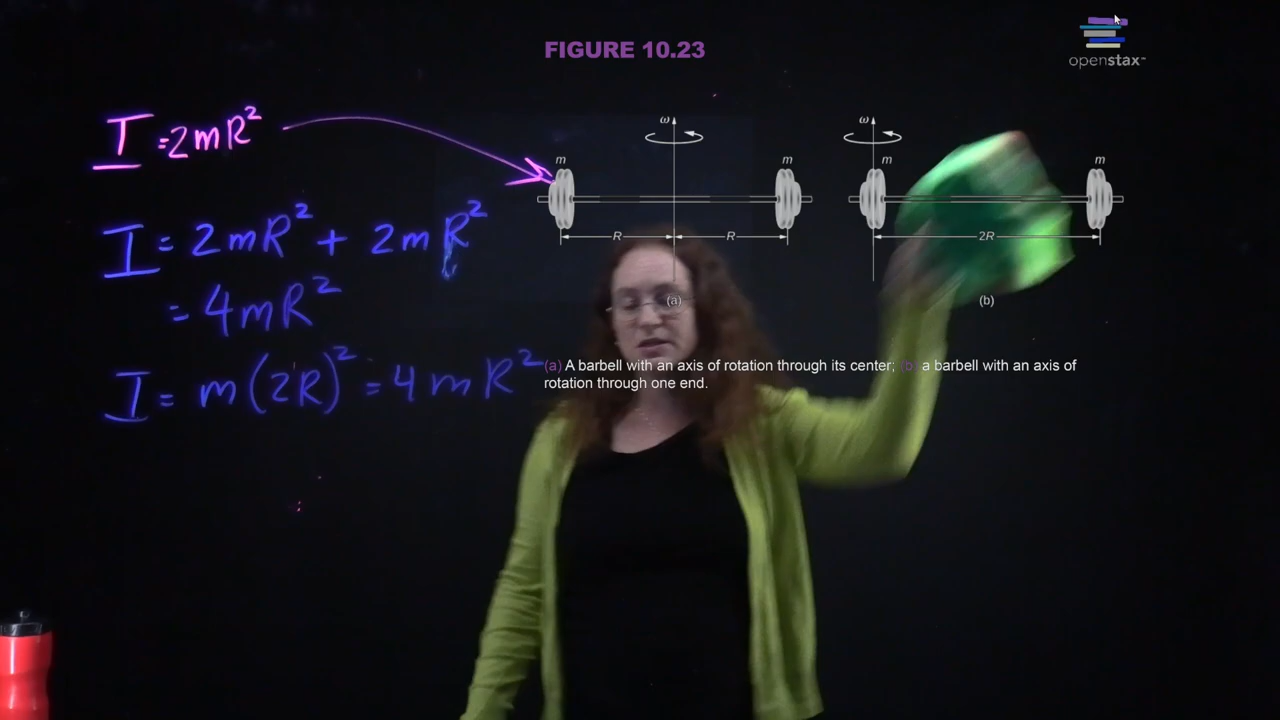 FIGURE 10.23
openstax™
I = 2mR²
I = 2mR² + 2mR²
= 4mR²
I = m(2R)² = 4mR²
ω
m
m
R
R
(a)
ω
m
m
2R
(b)
(a) A barbell with an axis of rotation through its center; (b) a barbell with an axis of
rotation through one end.